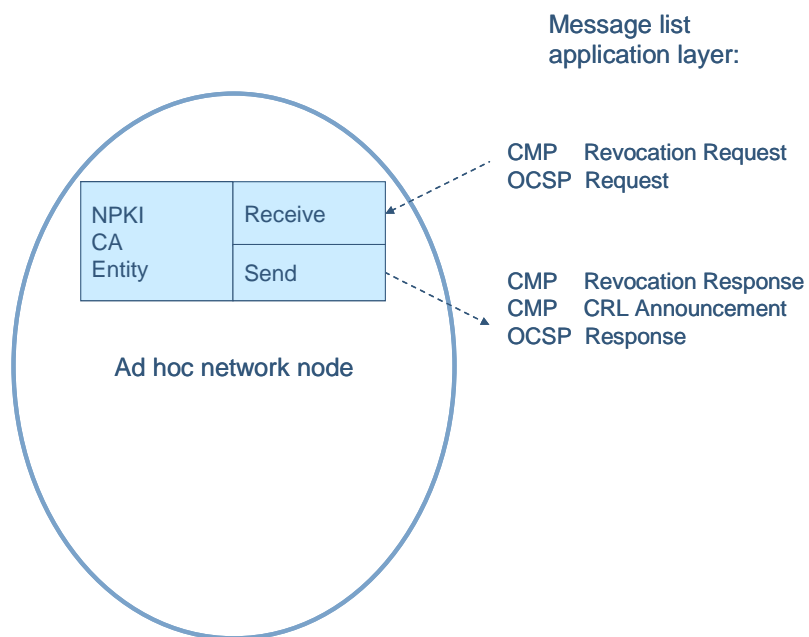 Message list
application layer:
CMP Revocation Request
OCSP Request
NPKI
CA
Entity
Receive
Send
CMP Revocation Response
CMP CRL Announcement
OCSP Response
Ad hoc network node